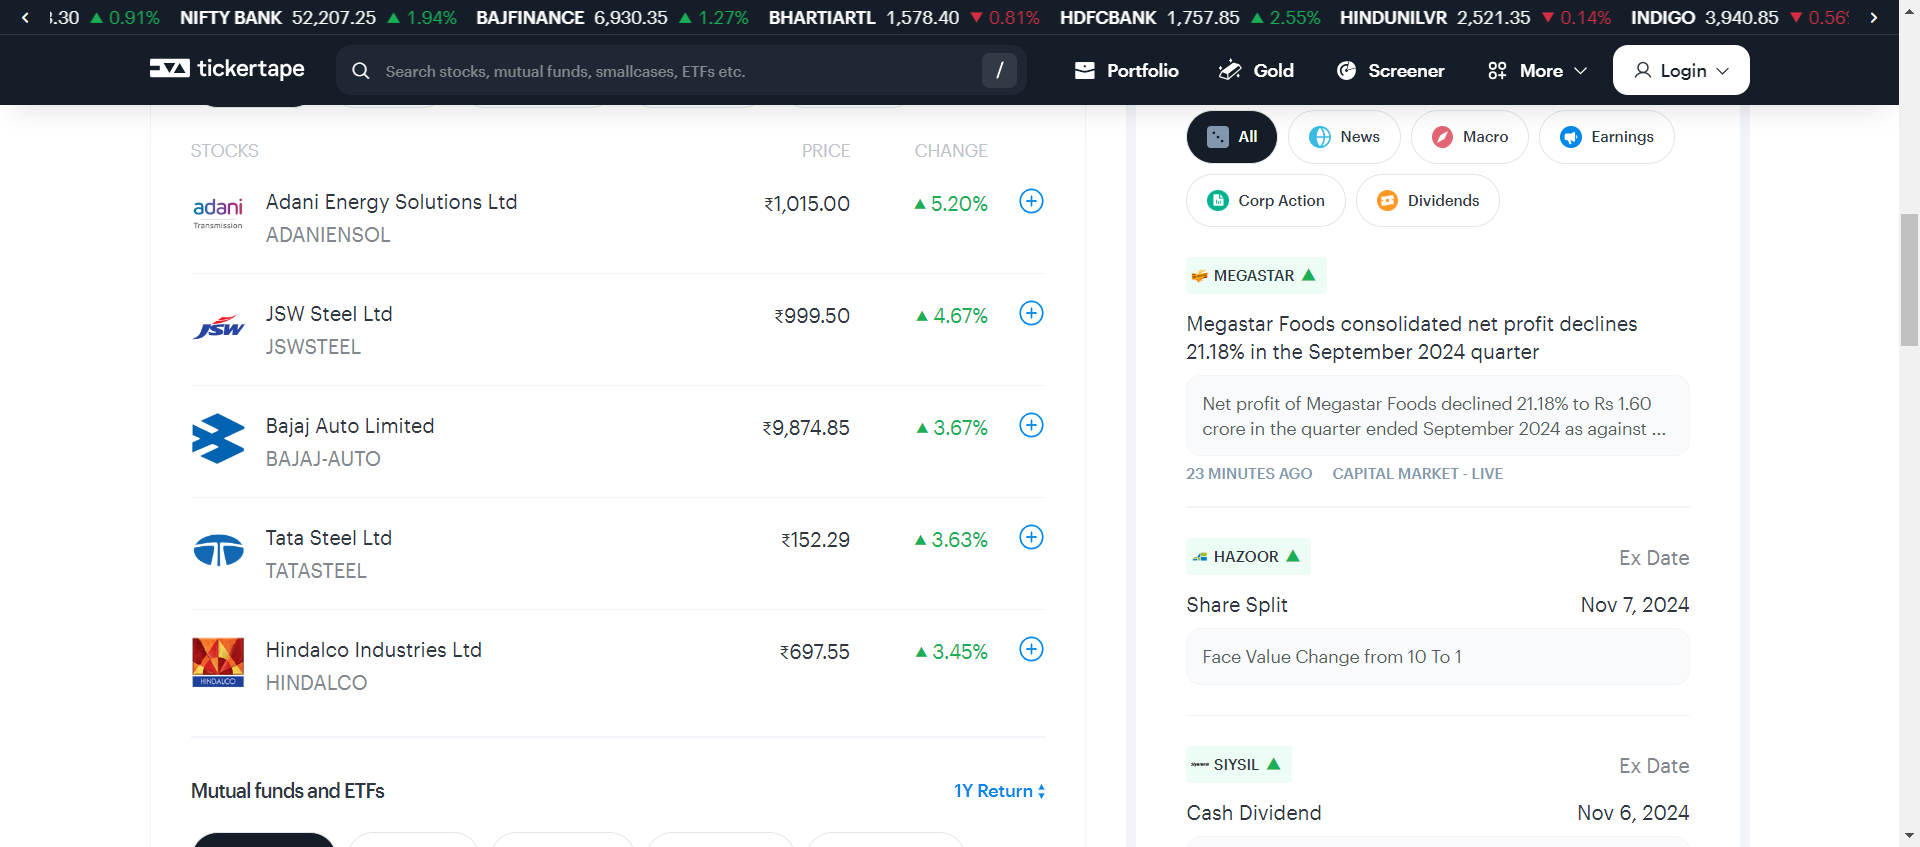 3.30 ▲ 0.91% NIFTY BANK 52,207.25 ▲ 1.94% BAJFINANCE 6,930.35 ▲ 1.27% BHARTIARTL 1,578.40 ▼ 0.81% HDFCBANK 1,757.85 ▲ 2.55% HINDUNILVR 2,521.35 ▼ 0.14% INDIGO 3,940.85 ▼ 0.56%
tickertape
Search stocks, mutual funds, smallcases, ETFs etc. /
Portfolio Gold Screener More Login
STOCKS PRICE CHANGE
adani
Transmission
Adani Energy Solutions Ltd ₹1,015.00 ▲ 5.20%
ADANIENSOL
JSW
JSW Steel Ltd ₹999.50 ▲ 4.67%
JSWSTEEL
Bajaj Auto Limited ₹9,874.85 ▲ 3.67%
BAJAJ-AUTO
Tata Steel Ltd ₹152.29 ▲ 3.63%
TATASTEEL
HINDALCO
Hindalco Industries Ltd ₹697.55 ▲ 3.45%
HINDALCO
Mutual funds and ETFs 1Y Return
All News Macro Earnings
Corp Action Dividends
MEGASTAR ▲
Megastar Foods consolidated net profit declines
21.18% in the September 2024 quarter
Net profit of Megastar Foods declined 21.18% to Rs 1.60
crore in the quarter ended September 2024 as against ...
23 MINUTES AGO CAPITAL MARKET - LIVE
HAZOOR ▲ Ex Date
Share Split Nov 7, 2024
Face Value Change from 10 To 1
SIYSIL ▲ Ex Date
Cash Dividend Nov 6, 2024